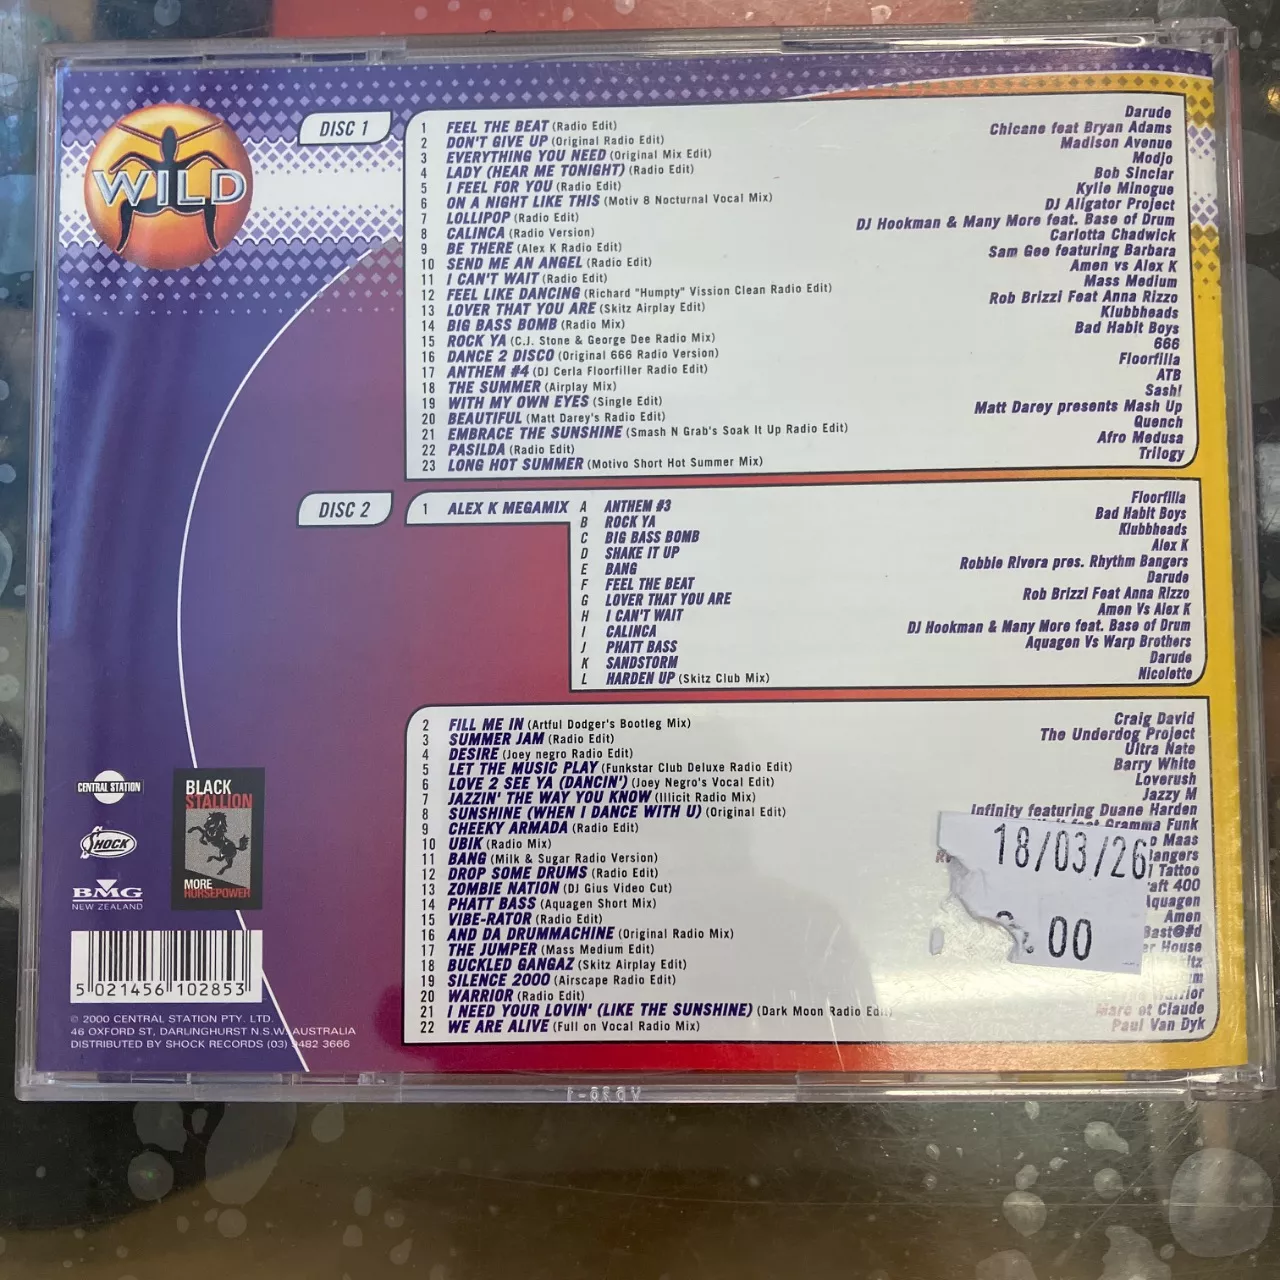 WILD
DISC 1
1 FEEL THE BEAT (Radio Edit) Darude
2 DON'T GIVE UP (Original Radio Edit) Chicane feat Bryan Adams
3 EVERYTHING YOU NEED (Original Mix Edit) Madison Avenue
4 LADY (HEAR ME TONIGHT) (Radio Edit) Modjo
5 I FEEL FOR YOU (Radio Edit) Bob Sinclar
6 ON A NIGHT LIKE THIS (Motiv 8 Nocturnal Vocal Mix) Kylie Minogue
7 LOLLIPOP (Radio Edit) DJ Aligator Project
8 CALINCA (Radio Version) DJ Hookman & Many More feat. Base of Drum
9 BE THERE (Alex K Radio Edit) Carlotta Chadwick
10 SEND ME AN ANGEL (Radio Edit) Sam Gee featuring Barbara
11 I CAN'T WAIT (Radio Edit) Amen vs Alex K
12 FEEL LIKE DANCING (Richard "Humpty" Vission Clean Radio Edit) Mass Medium
13 LOVER THAT YOU ARE (Skitz Airplay Edit) Rob Brizzi Feat Anna Rizzo
14 BIG BASS BOMB (Radio Mix) Klubbheads
15 ROCK YA (C.J. Stone & George Dee Radio Mix) Bad Habit Boys
16 DANCE 2 DISCO (Original 666 Radio Version) 666
17 ANTHEM #4 (DJ Cerla Floorfiller Radio Edit) Floorfilla
18 THE SUMMER (Airplay Mix) ATB
19 WITH MY OWN EYES (Single Edit) Sash!
20 BEAUTIFUL (Matt Darey's Radio Edit) Matt Darey presents Mash Up
21 EMBRACE THE SUNSHINE (Smash N Grab's Soak It Up Radio Edit) Quench
22 PASILDA (Radio Edit) Afro Medusa
23 LONG HOT SUMMER (Motivo Short Hot Summer Mix) Trilogy
DISC 2
1 ALEX K MEGAMIX A ANTHEM #3 Floorfilla
B ROCK YA Bad Habit Boys
C BIG BASS BOMB Klubbheads
D SHAKE IT UP Alex K
E BANG Robbie Rivera pres. Rhythm Bangers
F FEEL THE BEAT Darude
G LOVER THAT YOU ARE Rob Brizzi Feat Anna Rizzo
H I CAN'T WAIT Amen Vs Alex K
I CALINCA DJ Hookman & Many More feat. Base of Drum
J PHATT BASS Aquagen Vs Warp Brothers
K SANDSTORM Darude
L HARDEN UP (Skitz Club Mix) Nicolette
2 FILL ME IN (Artful Dodger's Bootleg Mix) Craig David
3 SUMMER JAM (Radio Edit) The Underdog Project
4 DESIRE (Joey negro Radio Edit) Ultra Nate
5 LET THE MUSIC PLAY (Funkstar Club Deluxe Radio Edit) Barry White
6 LOVE 2 SEE YA (DANCIN') (Joey Negro's Vocal Edit) Loverush
7 JAZZIN' THE WAY YOU KNOW (Illicit Radio Mix) Jazzy M
8 SUNSHINE (WHEN I DANCE WITH U) (Original Edit) Infinity featuring Duane Harden
9 CHEEKY ARMADA (Radio Edit) feat Gramma Funk
10 UBIK (Radio Mix) Maas
11 BANG (Milk & Sugar Radio Version)
12 DROP SOME DRUMS (Radio Edit) Tattoo
13 ZOMBIE NATION (DJ Gius Video Cut) 400
14 PHATT BASS (Aquagen Short Mix) Aquagen
15 VIBE-RATOR (Radio Edit) Amen
16 AND DA DRUMMACHINE (Original Radio Mix) Bast@#d
17 THE JUMPER (Mass Medium Edit) House
18 BUCKLED GANGAZ (Skitz Airplay Edit)
19 SILENCE 2000 (Airscape Radio Edit)
20 WARRIOR (Radio Edit) Warrior
21 I NEED YOUR LOVIN' (LIKE THE SUNSHINE) (Dark Moon Radio Edit) Marc et Claude
22 WE ARE ALIVE (Full on Vocal Radio Mix) Paul Van Dyk
18/03/26
00
CENTRAL STATION
SHOCK
BMG
NEW ZEALAND
BLACK
STALLION
MORE
HORSEPOWER
5 021456 102853
© 2000 CENTRAL STATION PTY. LTD.
46 OXFORD ST, DARLINGHURST N.S.W. AUSTRALIA
DISTRIBUTED BY SHOCK RECORDS (03) 9482 3666